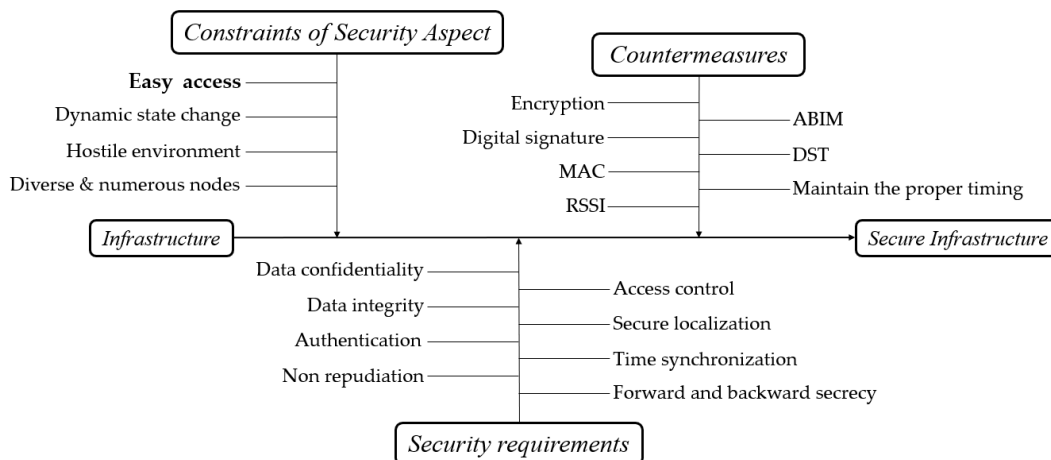 Constraints of Security Aspect
Easy access
Dynamic state change
Hostile environment
Diverse & numerous nodes
Countermeasures
Encryption
Digital signature
MAC
RSSI
ABIM
DST
Maintain the proper timing
Infrastructure
Secure Infrastructure
Data confidentiality
Data integrity
Authentication
Non repudiation
Access control
Secure localization
Time synchronization
Forward and backward secrecy
Security requirements